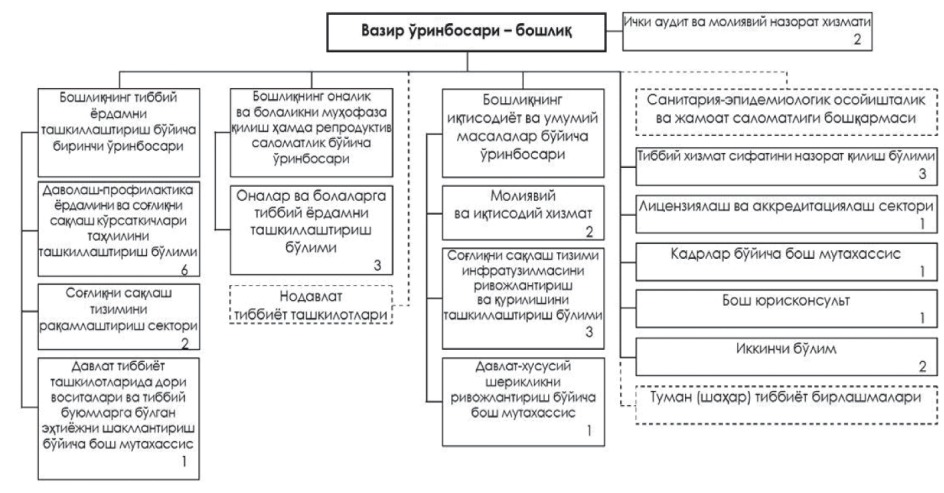 Вазир ўринбосари – бошлиқ
Ички аудит ва молиявий назорат хизмати
2
Бошлиқнинг тиббий
ёрдамни
ташкиллаштириш бўйича
биринчи ўринбосари
Даволаш-профилактика
ёрдамини ва соғлиқни
сақлаш кўрсаткичлари
таҳлилини
ташкиллаштириш бўлими
6
Соғлиқни сақлаш
тизимини
рақамлаштириш сектори
2
Давлат тиббиёт
ташкилотларида дори
воситалари ва тиббий
буюмларга бўлган
эҳтиёжни шакллантириш
бўйича бош мутахассис
1
Бошлиқнинг оналик
ва болаликни муҳофаза
қилиш ҳамда репродуктив
саломатлик бўйича
ўринбосари
Оналар ва болаларга
тиббий ёрдамни
ташкиллаштириш
бўлими
3
Нодавлат
тиббиёт ташкилотлари
Бошлиқнинг
иқтисодиёт ва умумий
масалалар бўйича
ўринбосари
Молиявий
ва иқтисодий хизмат
2
Соғлиқни сақлаш тизими
инфратузилмасини
ривожлантириш
ва қурилишини
ташкиллаштириш бўлими
3
Давлат-хусусий
шерикликни
ривожлантириш бўйича
бош мутахассис
1
Санитария-эпидемиологик осойишталик
ва жамоат саломатлиги бошқармаси
Тиббий хизмат сифатини назорат қилиш бўлими
3
Лицензиялаш ва аккредитациялаш сектори
1
Кадрлар бўйича бош мутахассис
1
Бош юрисконсульт
1
Иккинчи бўлим
2
Туман (шаҳар) тиббиёт бирлашмалари